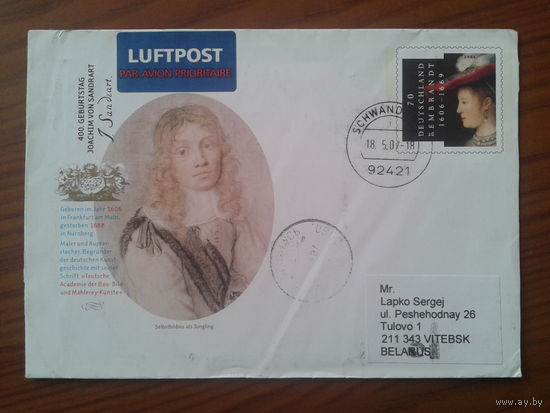 LUFTPOST
PAR AVION PRIORITAIRE
400. GEBURTSTAG
JOACHIM VON SANDRART
J Sandrart.
Geboren im Jahr 1606
in Frankfurt am Main,
gestorben 1688
in Nürnberg
Maler und Kupfer-
stecher, Begründer
der deutschen Kunst-
geschichte mit seiner
Schrift »Teutsche
Academie der Bau- Bild-
und Mahlerey-Künste«
Selbstbildnis als Jüngling
70
DEUTSCHLAND
REMBRANDT
1606-1669
SCHWAND
18.5.07-18
92421
Mr.
Lapko Sergej
ul. Peshehodnay 26
Tulovo 1
211 343 VITEBSK
BELARUS
www.ay.by